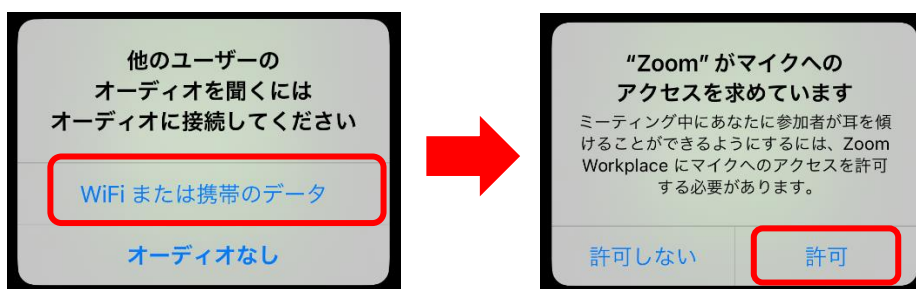 他のユーザーの
オーディオを聞くには
オーディオに接続してください
WiFi または携帯のデータ
オーディオなし
“Zoom” がマイクへの
アクセスを求めています
ミーティング中にあなたに参加者が耳を傾
けることができるようにするには、Zoom
Workplace にマイクへのアクセスを許可
する必要があります。
許可しない
許可